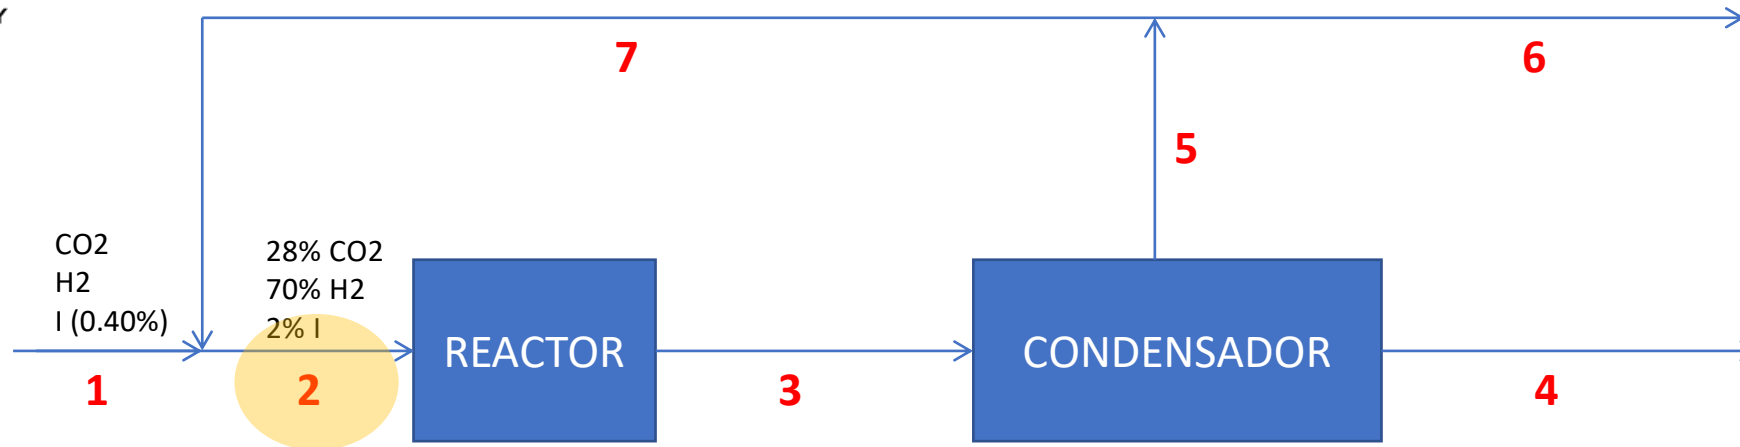 Y
7
6
5
CO2
H2
I (0.40%)
28% CO2
70% H2
2% I
REACTOR
CONDENSADOR
1
2
3
4